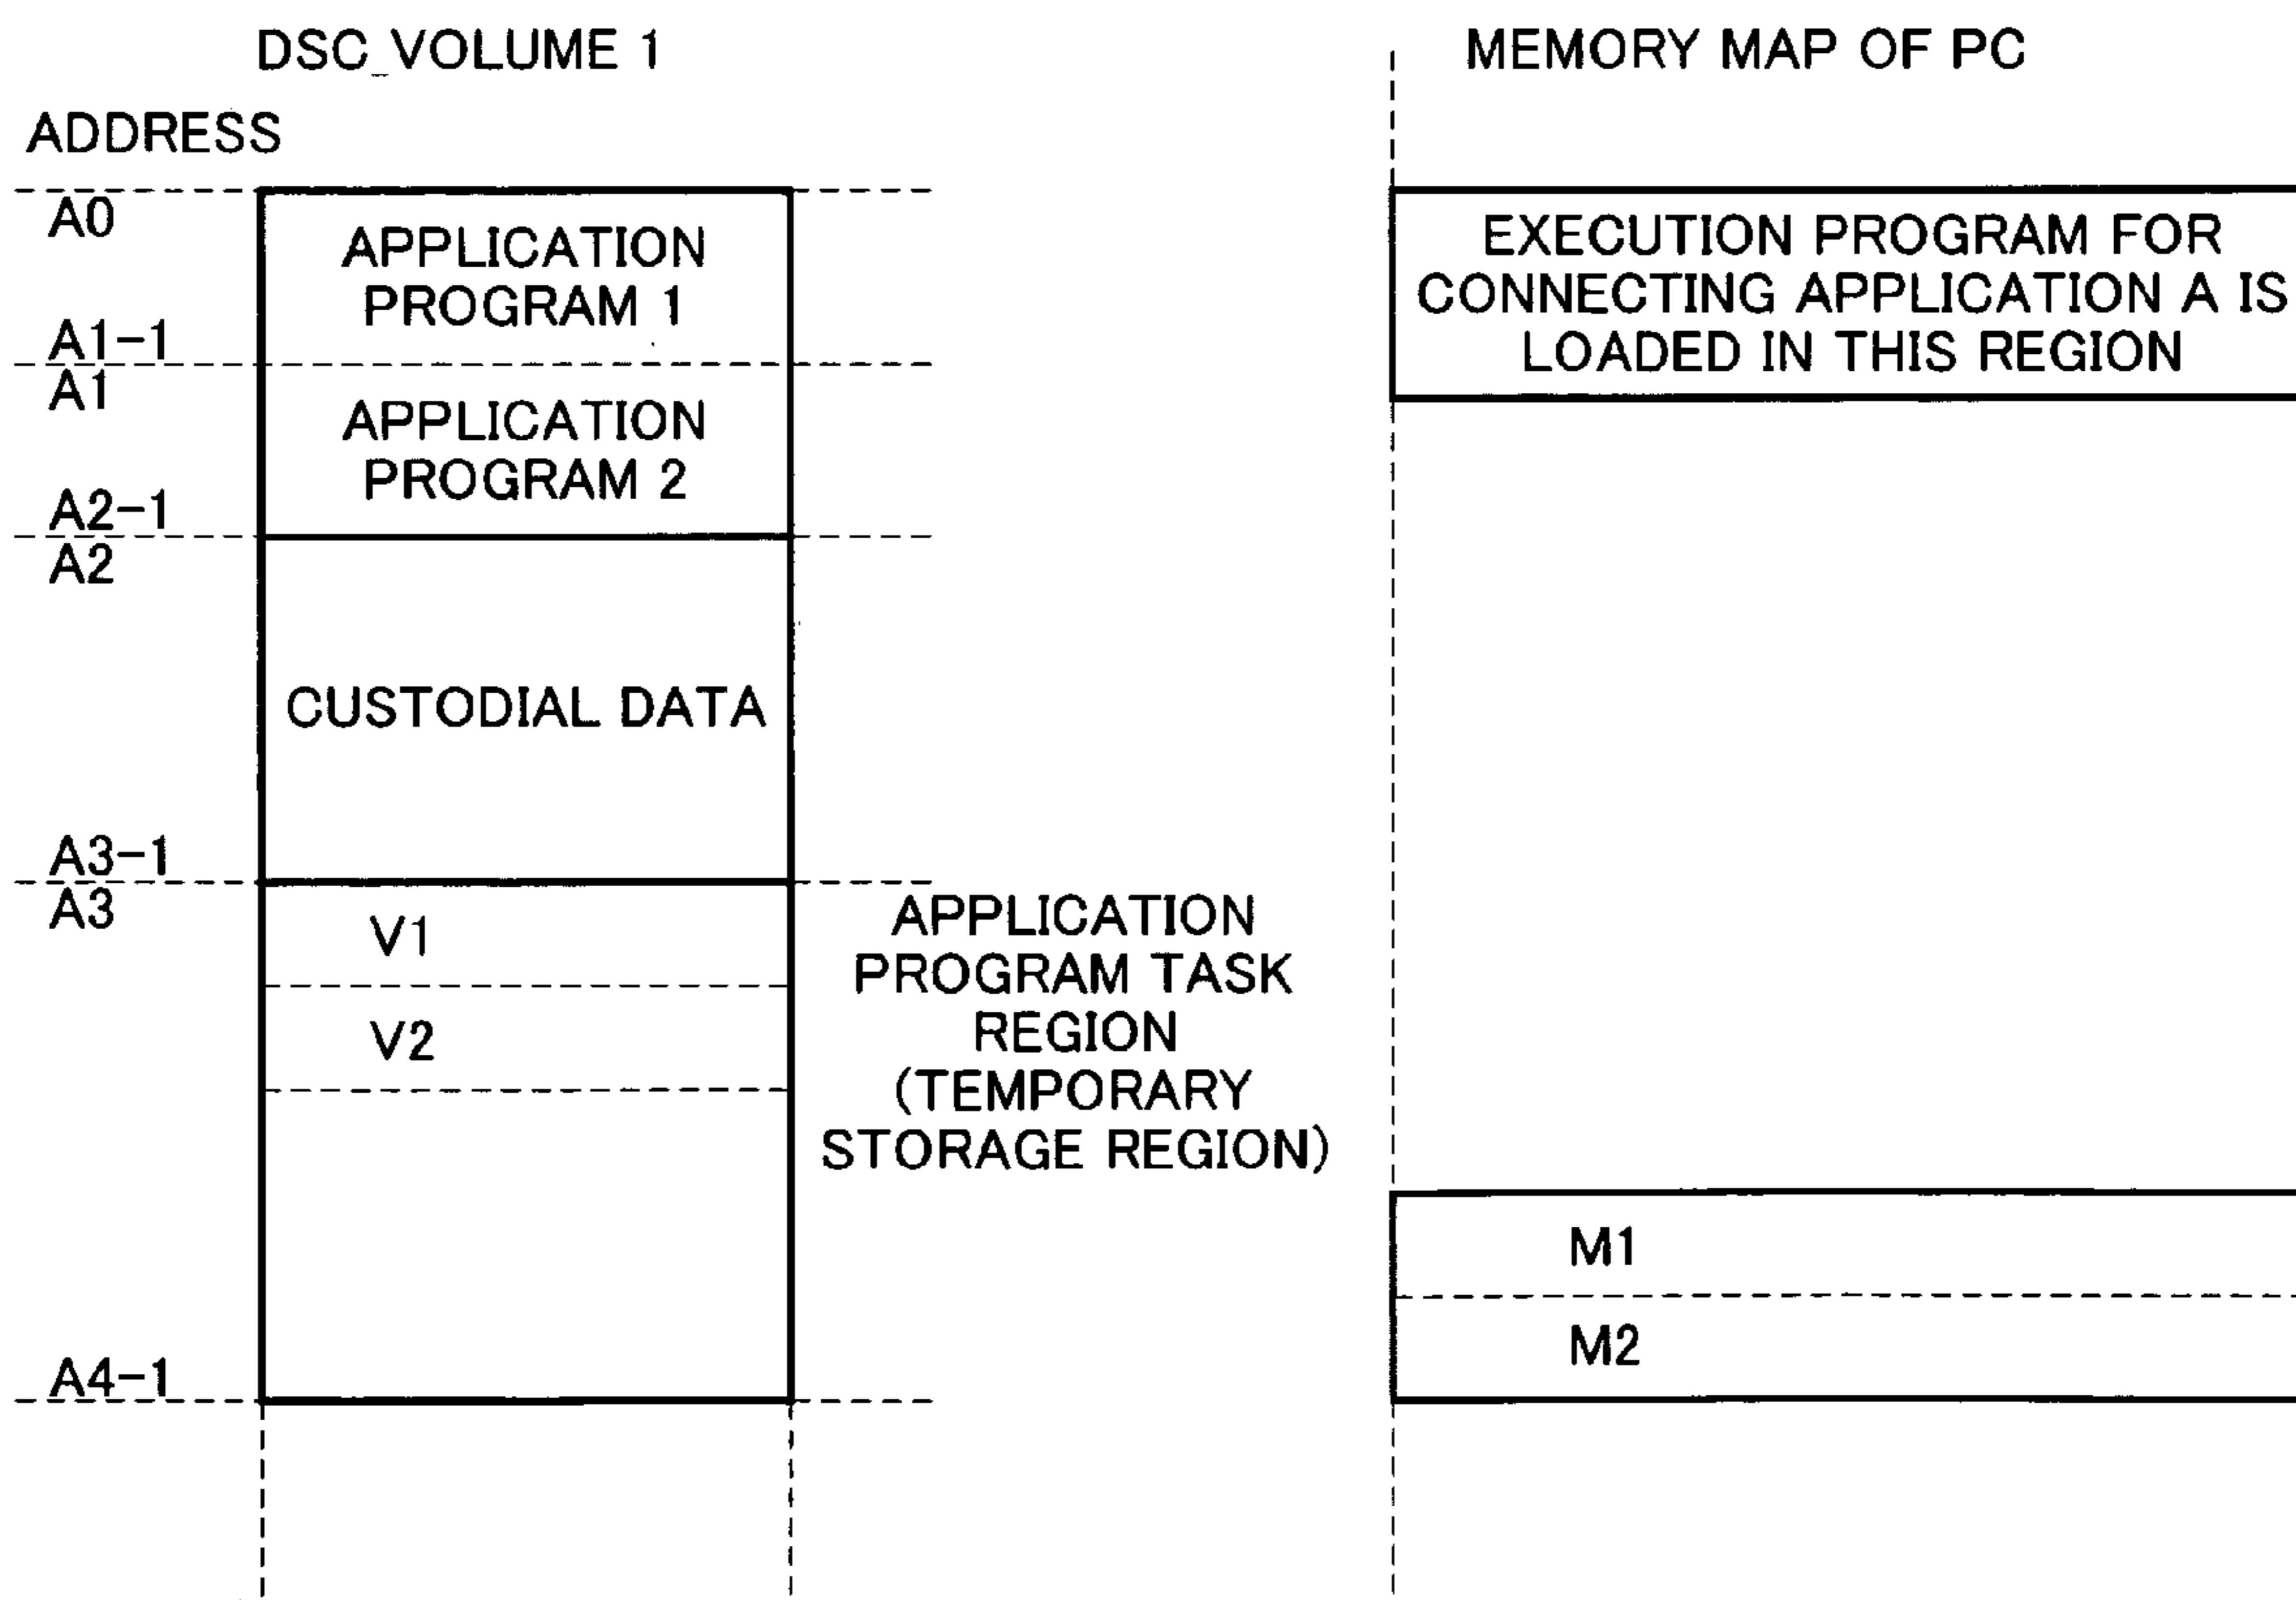 DSC_VOLUME 1
ADDRESS
A0
APPLICATION
PROGRAM 1
A1-1
A1
APPLICATION
PROGRAM 2
A2-1
A2
CUSTODIAL DATA
A3-1
A3
V1
V2
A4-1
APPLICATION
PROGRAM TASK
REGION
(TEMPORARY
STORAGE REGION)
MEMORY MAP OF PC
EXECUTION PROGRAM FOR
CONNECTING APPLICATION A IS
LOADED IN THIS REGION
M1
M2